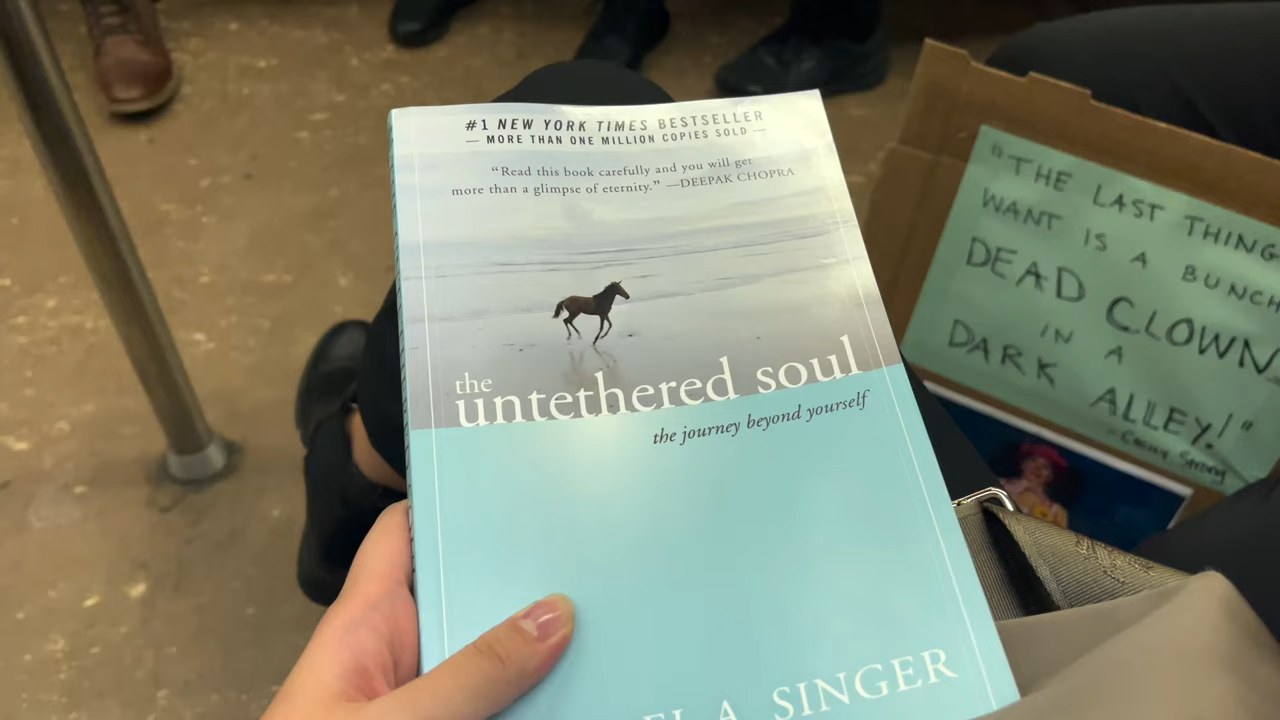 #1 NEW YORK TIMES BESTSELLER
— MORE THAN ONE MILLION COPIES SOLD —
“Read this book carefully and you will get
more than a glimpse of eternity.” —DEEPAK CHOPRA
the
untethered soul
the journey beyond yourself
EL A. SINGER
"THE LAST THING
WANT IS A BUNCH
DEAD CLOWN
IN A
DARK
ALLEY!"
Strong